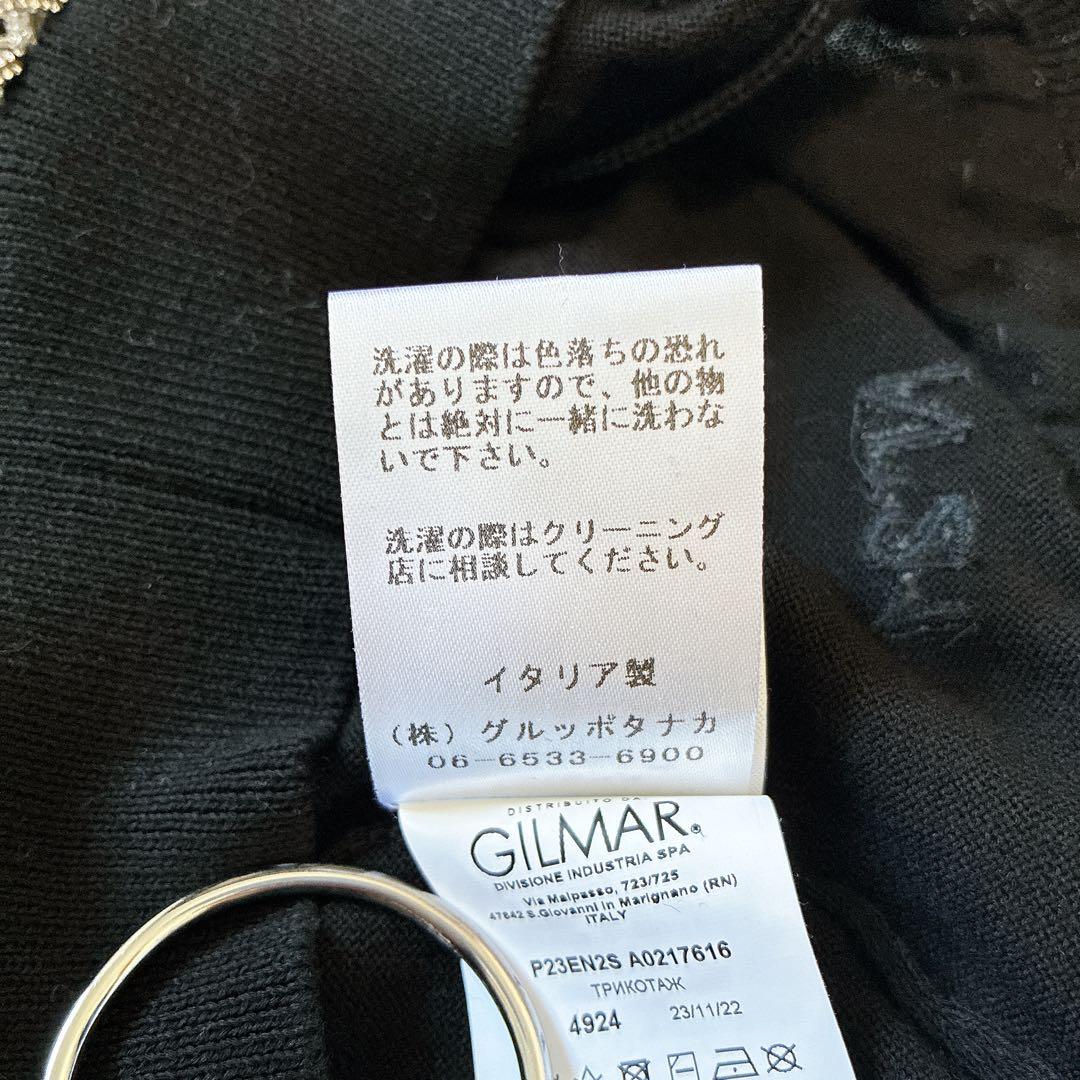 洗濯の際は色落ちの恐れ
がありますので、他の物
とは絶対に一緒に洗わな
いで下さい。
洗濯の際はクリーニング
店に相談してください。
イタリア製
（株）グルッポタナカ
06-6533-6900
DISTRIBUITO DA
GILMAR®
DIVISIONE INDUSTRIA SPA
Via Malpasso, 723/725
47842 S.Giovanni in Marignano (RN)
ITALY
P23EN2S A0217616
ТРИКОТАЖ
4924 23/11/22